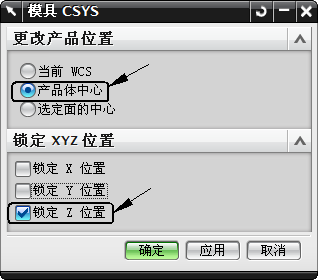 模具 CSYS
更改产品位置
当前 WCS
产品体中心
选定面的中心
锁定 XYZ 位置
锁定 X 位置
锁定 Y 位置
锁定 Z 位置
确定 应用 取消